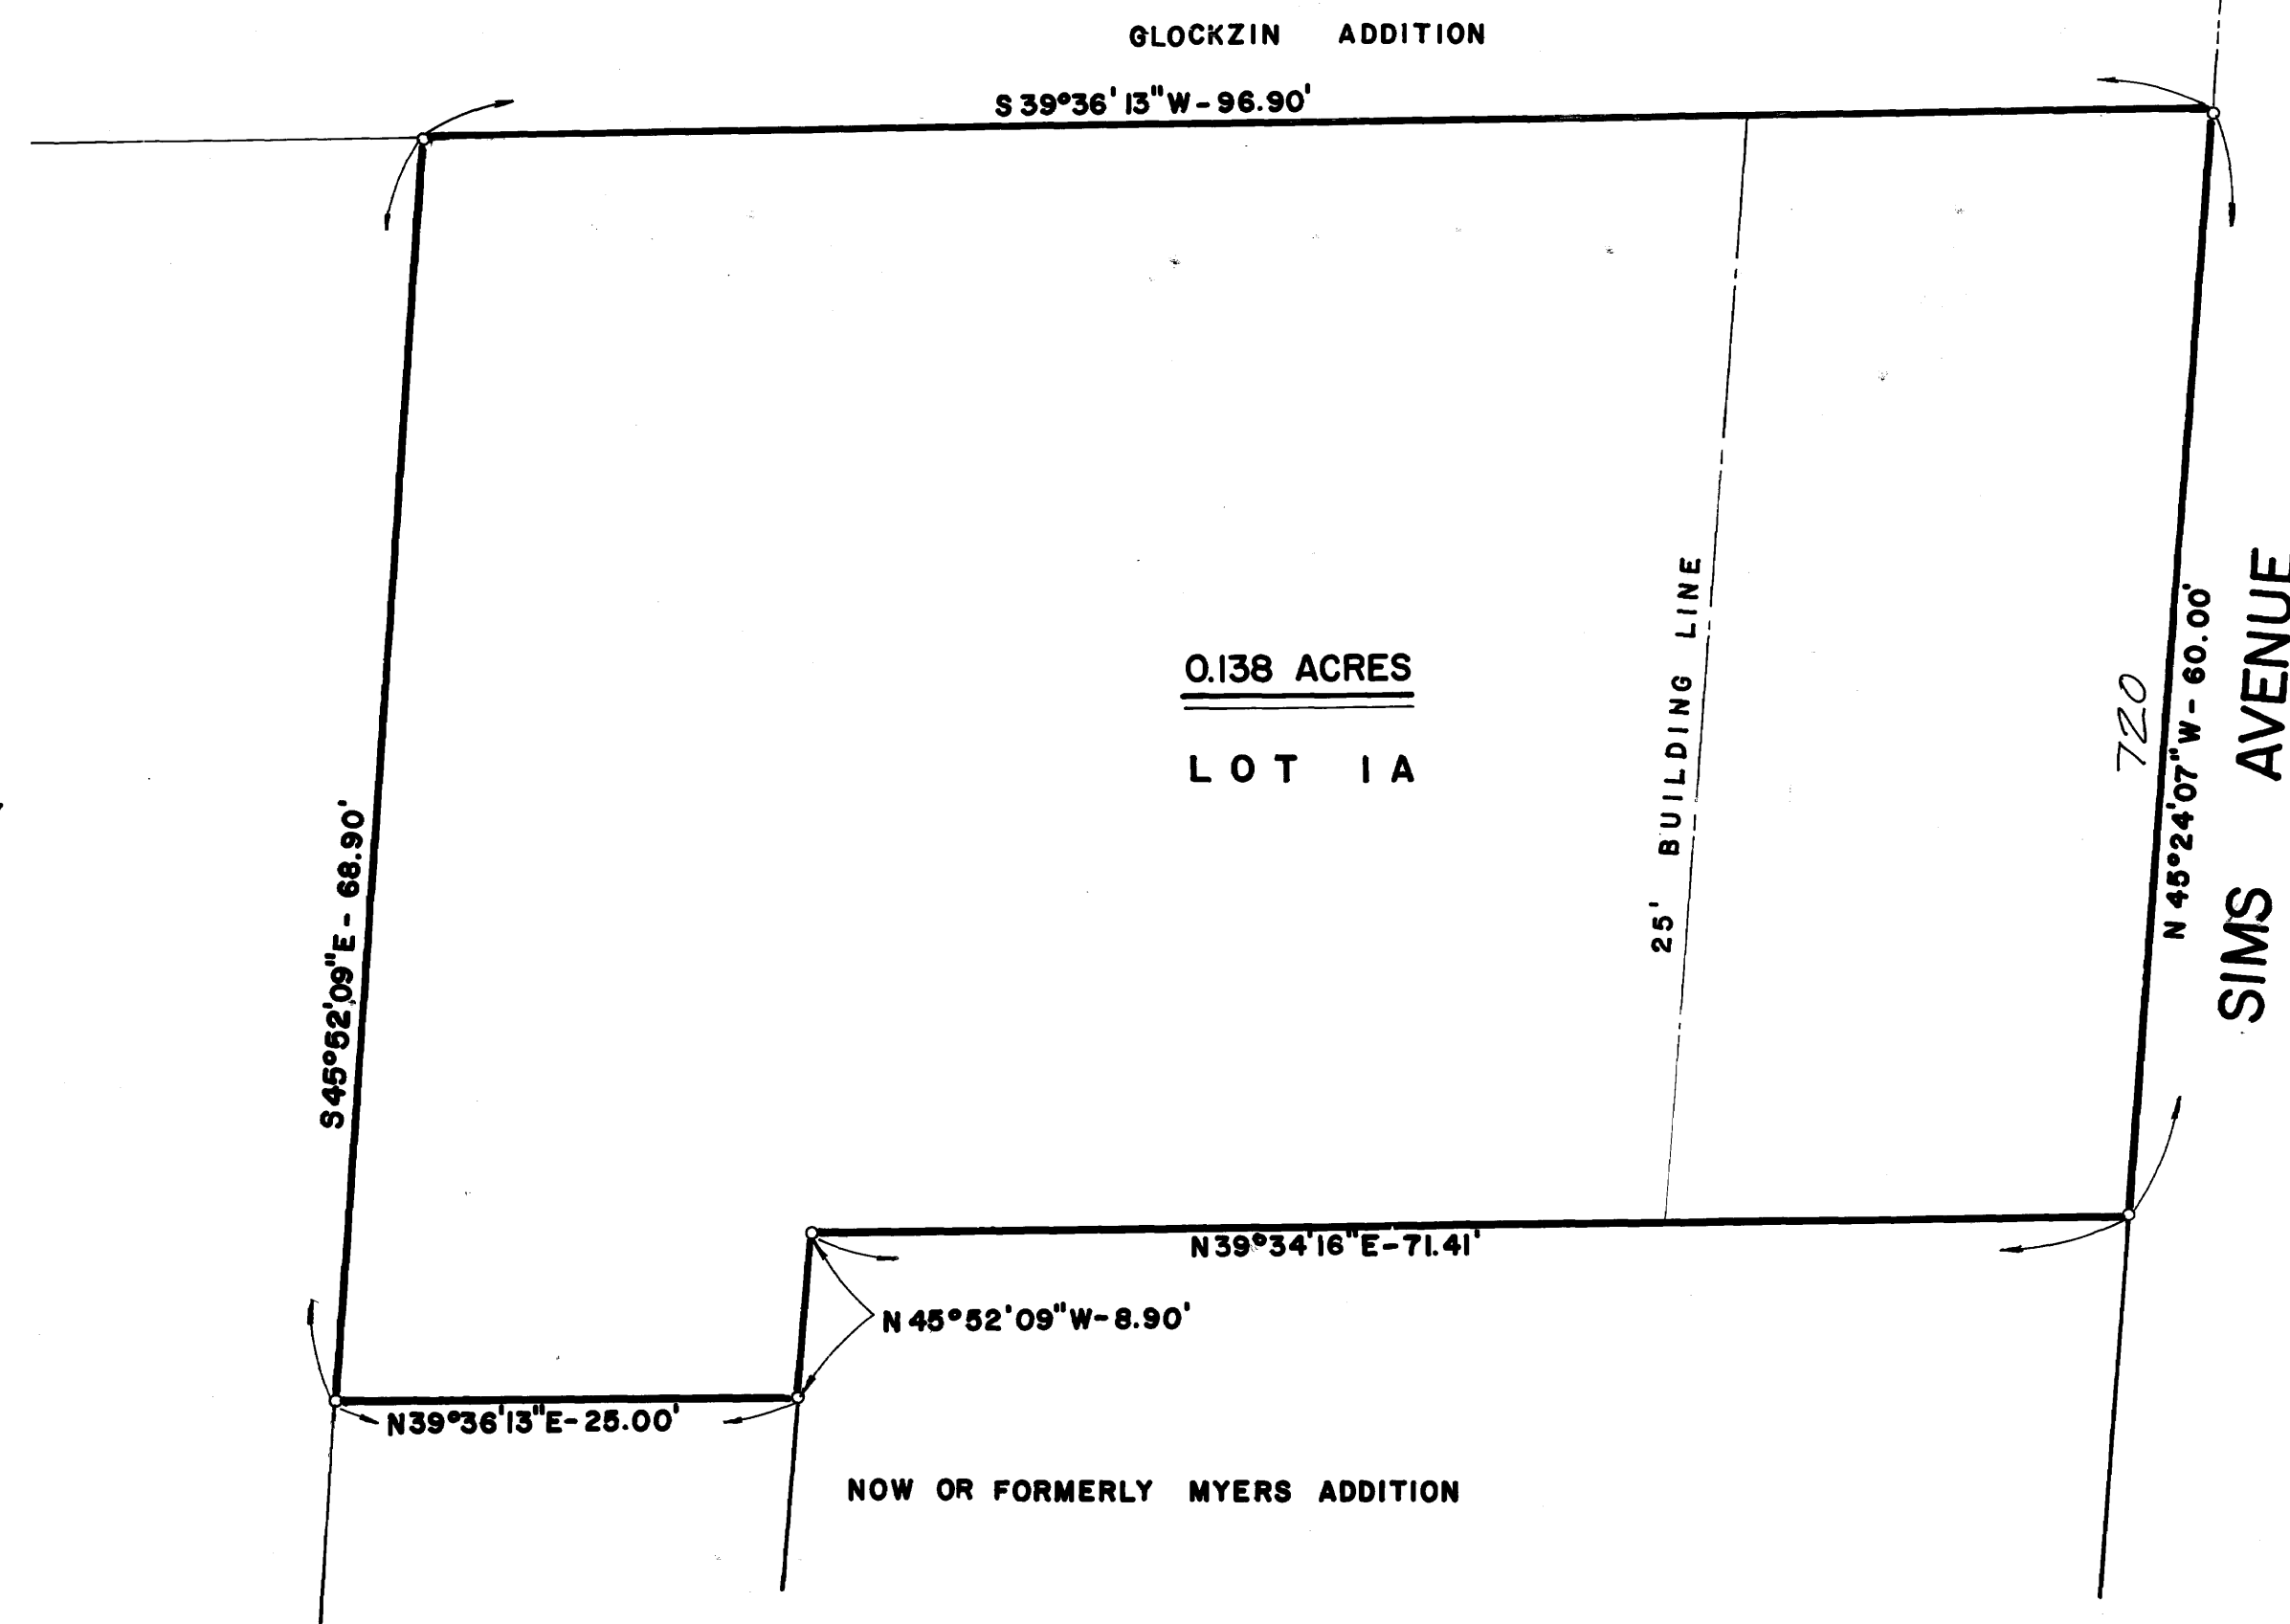 GLOCKZIN ADDITION
S 39°36'13"W-96.90'
0.138 ACRES
LOT 1A
25' BUILDING LINE
720
N 45°24'07"W-60.00'
SIMS AVENUE
S45°52'09"E-68.90'
N39°34'16"E-71.41'
N45°52'09"W-8.90'
N39°36'13"E-25.00'
NOW OR FORMERLY MYERS ADDITION